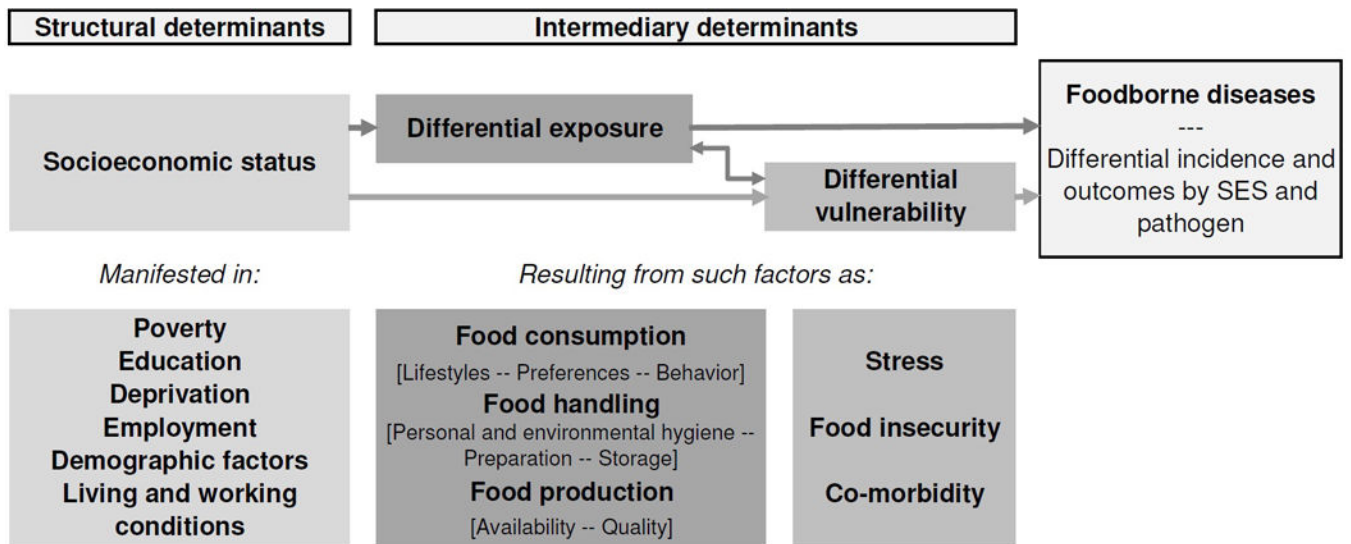 Structural determinants
Intermediary determinants
Socioeconomic status
Differential exposure
Differential
vulnerability
Foodborne diseases
---
Differential incidence and
outcomes by SES and
pathogen
Manifested in:
Resulting from such factors as:
Poverty
Education
Deprivation
Employment
Demographic factors
Living and working
conditions
Food consumption
[Lifestyles -- Preferences -- Behavior]
Food handling
[Personal and environmental hygiene --
Preparation -- Storage]
Food production
[Availability -- Quality]
Stress
Food insecurity
Co-morbidity